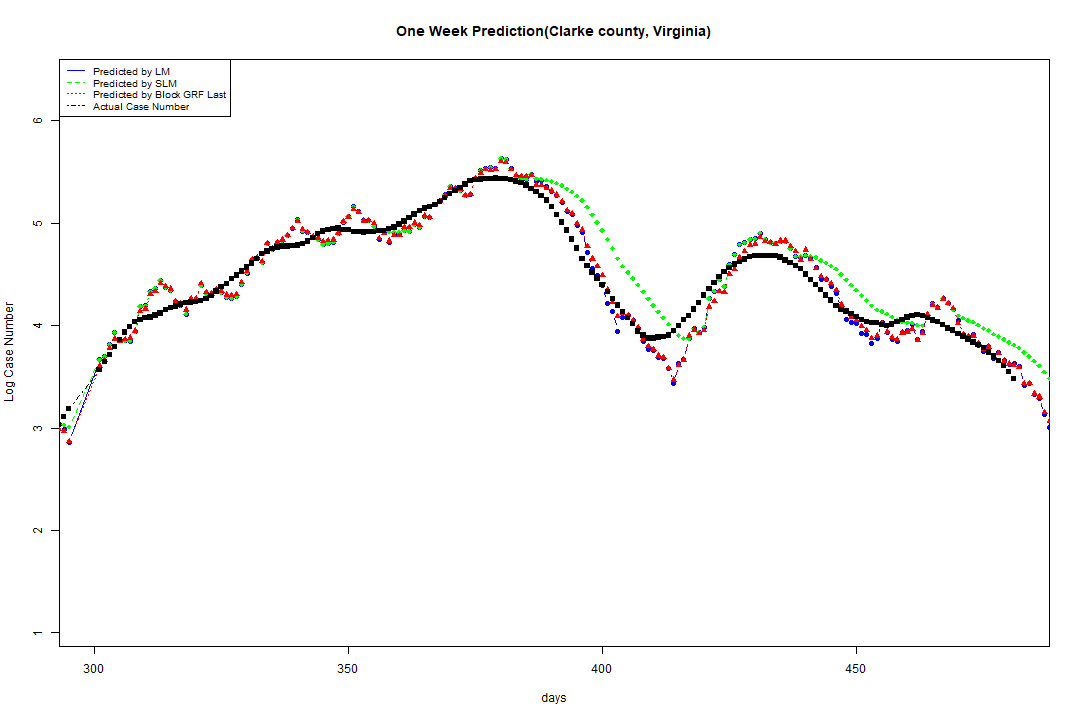 One Week Prediction(Clarke county, Virginia)
Predicted by LM
Predicted by SLM
Predicted by Block GRF Last
Actual Case Number
Log Case Number
6
5
4
3
2
1
300 350 400 450
days